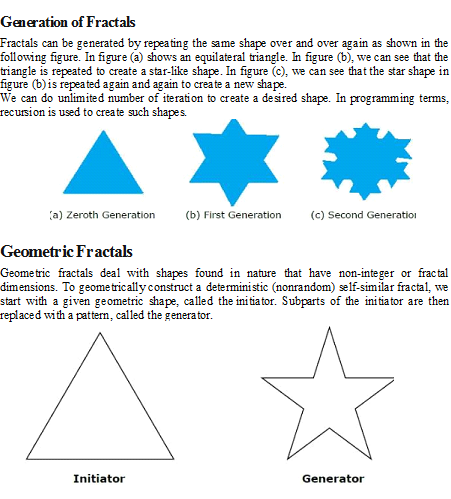 Generation of Fractals
Fractals can be generated by repeating the same shape over and over again as shown in the
following figure. In figure (a) shows an equilateral triangle. In figure (b), we can see that the
triangle is repeated to create a star-like shape. In figure (c), we can see that the star shape in
figure (b) is repeated again and again to create a new shape.
We can do unlimited number of iteration to create a desired shape. In programming terms,
recursion is used to create such shapes.
(a) Zeroth Generation (b) First Generation (c) Second Generation
Geometric Fractals
Geometric fractals deal with shapes found in nature that have non-integer or fractal
dimensions. To geometrically construct a deterministic (nonrandom) self-similar fractal, we
start with a given geometric shape, called the initiator. Subparts of the initiator are then
replaced with a pattern, called the generator.
Initiator Generator